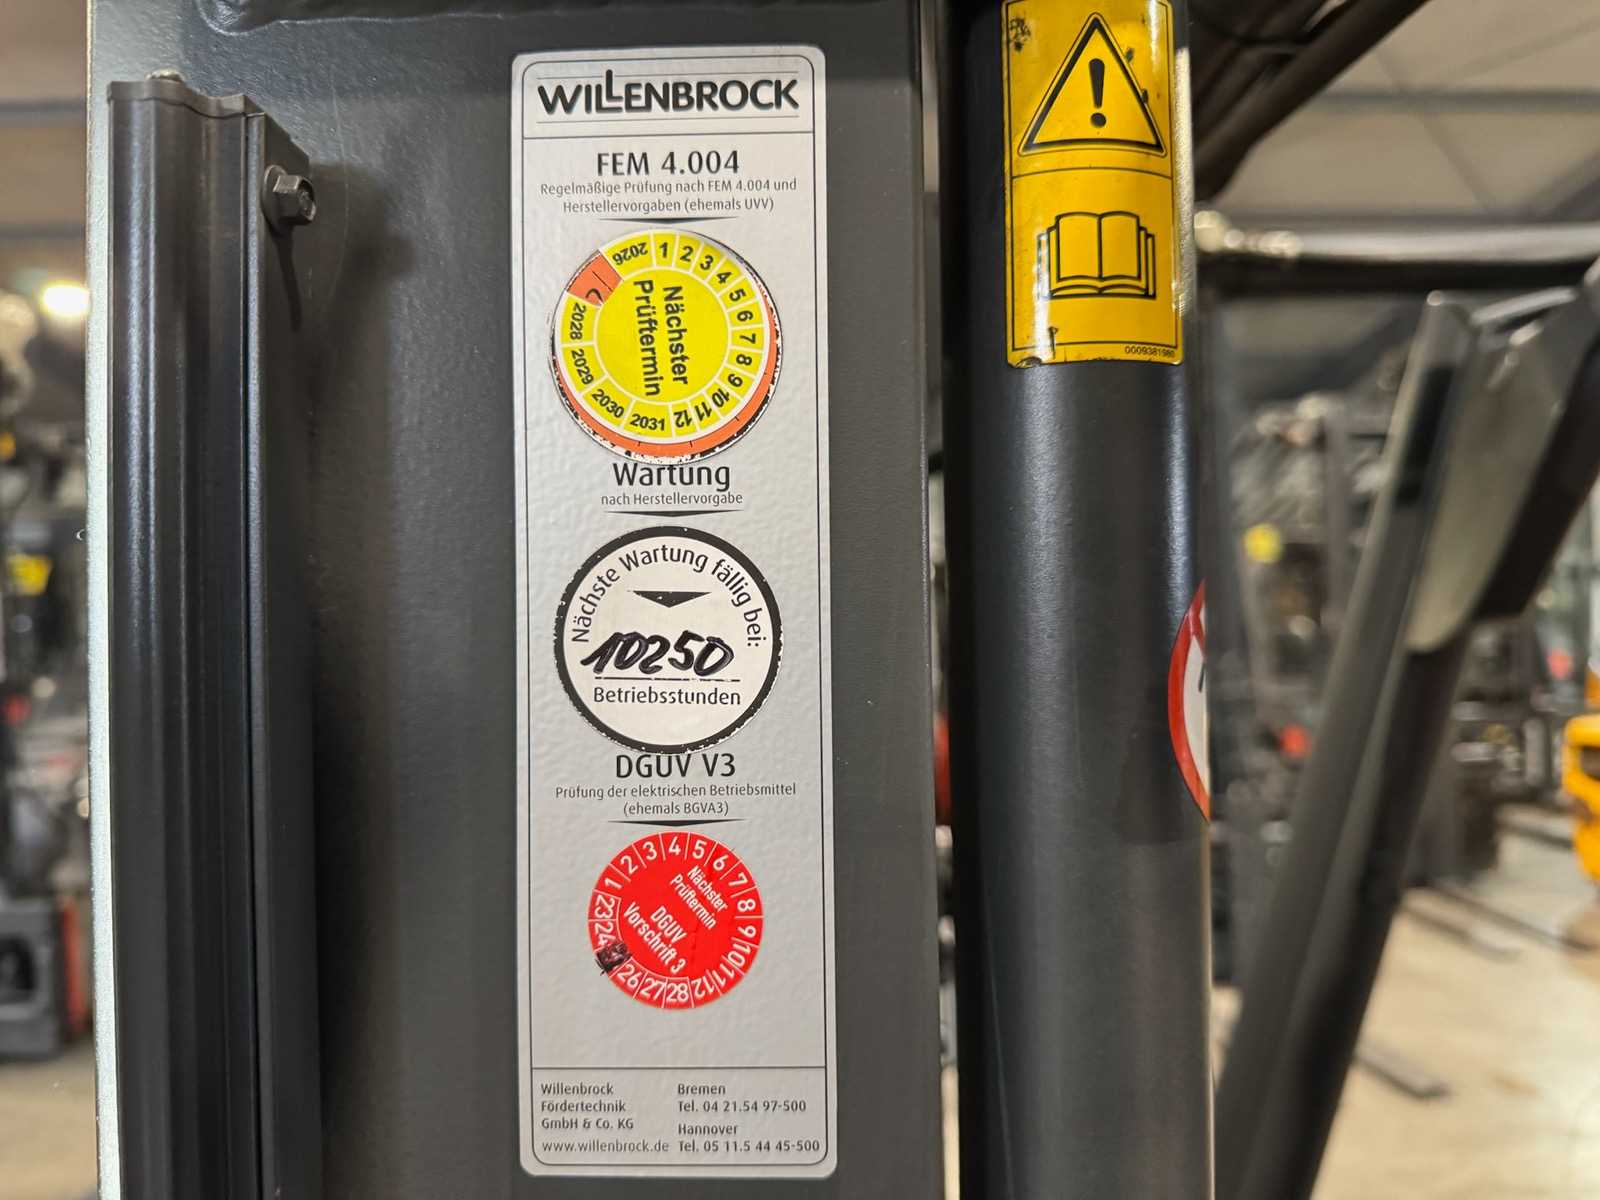 WILLENBROCK
FEM 4.004
Regelmäßige Prüfung nach FEM 4.004 und
Herstellervorgaben (ehemals UVV)
2026 1 2 3 4 5 6 7 8 9 10 11 12 2031 2030 2029 2028
Nächster
Prüftermin
Wartung
nach Herstellervorgabe
Nächste Wartung fällig bei:
10250
Betriebsstunden
DGUV V3
Prüfung der elektrischen Betriebsmittel
(ehemals BGVA3)
1 2 3 4 5 6 7 8 9 10 11 12 28 27 26 24 23
Nächster
Prüftermin
DGUV
Vorschrift 3
Willenbrock
Fördertechnik
GmbH & Co. KG
www.willenbrock.de
Bremen
Tel. 04 21.54 97-500
Hannover
Tel. 05 11.5 44 45-500
0009381980